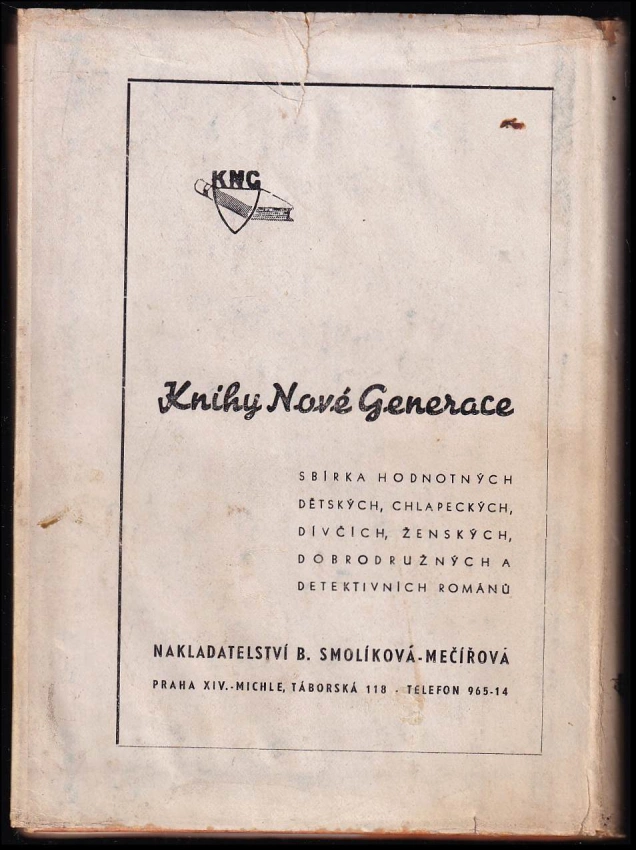 KNG
Knihy Nové Generace
SBÍRKA HODNOTNÝCH
DĚTSKÝCH, CHLAPECKÝCH,
DÍVČÍCH, ŽENSKÝCH,
DOBRODRUŽNÝCH A
DETEKTIVNÍCH ROMÁNŮ
NAKLADATELSTVÍ B. SMOLÍKOVÁ-MEČÍŘOVÁ
PRAHA XIV.-MICHLE, TÁBORSKÁ 118 - TELEFON 965-14